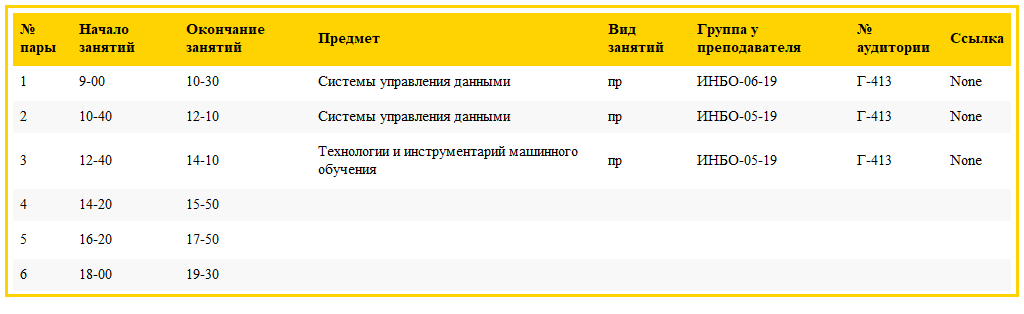 № пары Начало занятий Окончание занятий Предмет Вид занятий Группа у преподавателя № аудитории Ссылка
1 9-00 10-30 Системы управления данными пр ИНБО-06-19 Г-413 None
2 10-40 12-10 Системы управления данными пр ИНБО-05-19 Г-413 None
3 12-40 14-10 Технологии и инструментарий машинного обучения пр ИНБО-05-19 Г-413 None
4 14-20 15-50
5 16-20 17-50
6 18-00 19-30